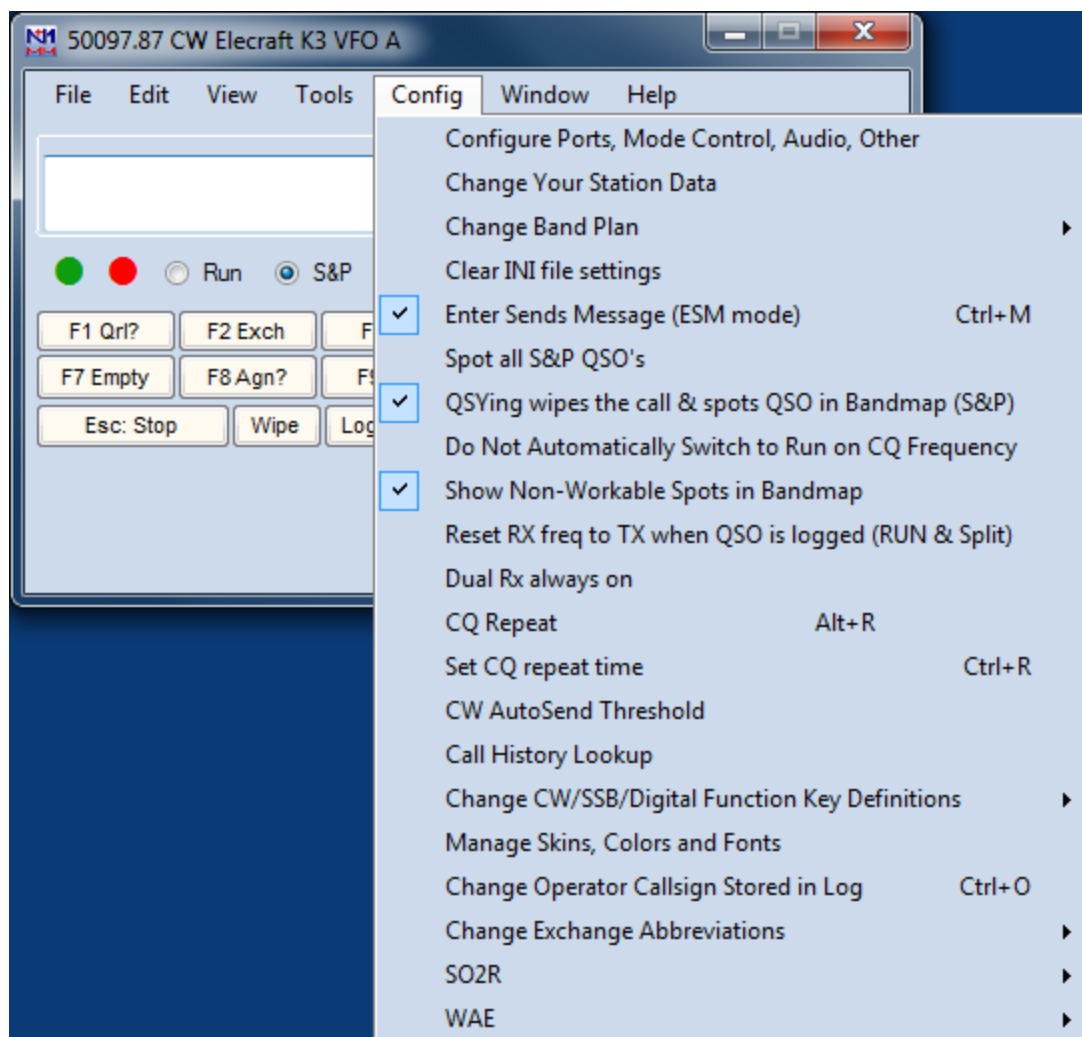 N1 MM 50097.87 CW Elecraft K3 VFO A
File Edit View Tools Config Window Help
Run S&P
F1 Qrl? F2 Exch F
F7 Empty F8 Agn? F9
Esc: Stop Wipe Log
Configure Ports, Mode Control, Audio, Other
Change Your Station Data
Change Band Plan
Clear INI file settings
Enter Sends Message (ESM mode) Ctrl+M
Spot all S&P QSO's
QSYing wipes the call & spots QSO in Bandmap (S&P)
Do Not Automatically Switch to Run on CQ Frequency
Show Non-Workable Spots in Bandmap
Reset RX freq to TX when QSO is logged (RUN & Split)
Dual Rx always on
CQ Repeat Alt+R
Set CQ repeat time Ctrl+R
CW AutoSend Threshold
Call History Lookup
Change CW/SSB/Digital Function Key Definitions
Manage Skins, Colors and Fonts
Change Operator Callsign Stored in Log Ctrl+O
Change Exchange Abbreviations
SO2R
WAE